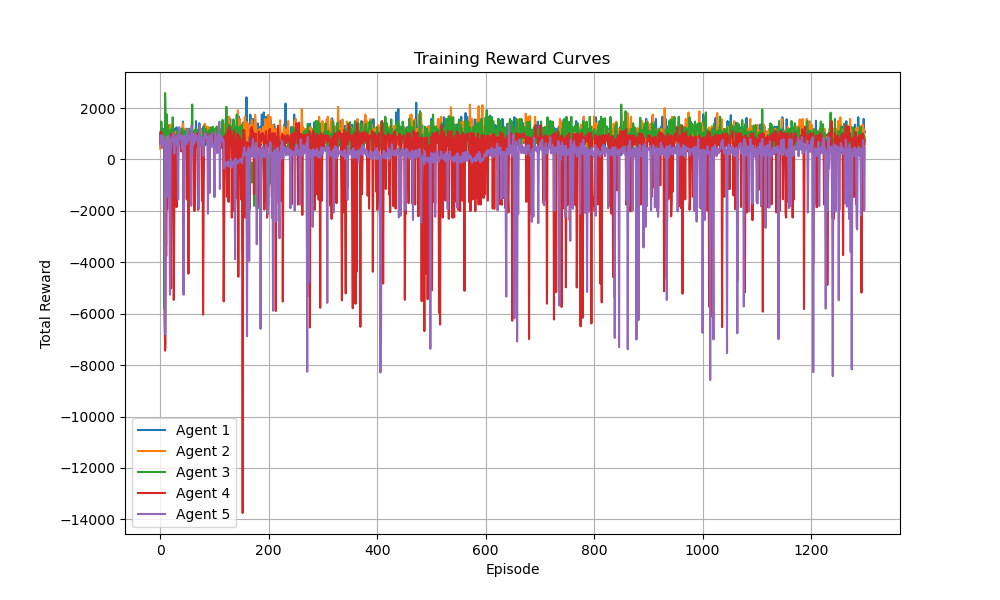 Training Reward Curves
Total Reward
2000
0
−2000
−4000
−6000
−8000
−10000
−12000
−14000
Agent 1
Agent 2
Agent 3
Agent 4
Agent 5
0 200 400 600 800 1000 1200
Episode